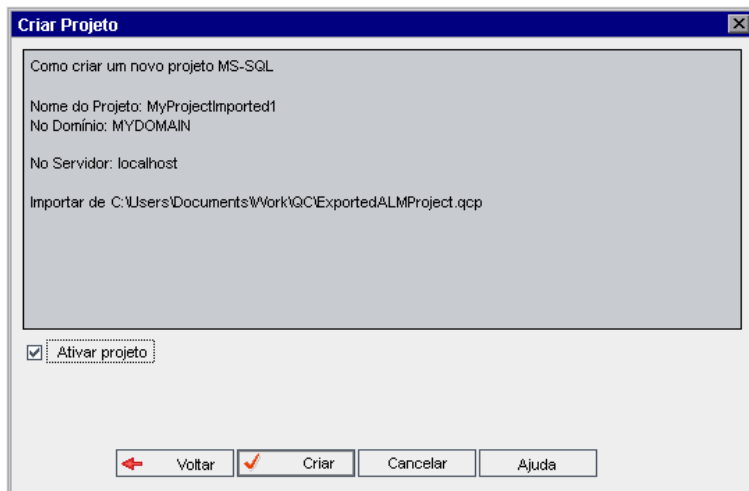 Criar Projeto
Como criar um novo projeto MS-SQL
Nome do Projeto: MyProjectImported1
No Domínio: MYDOMAIN
No Servidor: localhost
Importar de C:\Users\Documents\Work\QC\ExportedALMProject.qcp
Ativar projeto
Voltar
Criar
Cancelar
Ajuda